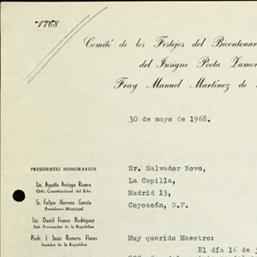 -1768
Comité de los Festejos del Bicentenar
del Insigne Poeta Zamor
Fray Manuel Martínez de
30 de mayo de 1968.
PRESIDENTES HONORARIOS
Lic. Agustín Arriaga Rivera
Gob. Constitucional del Edo.
Sr. Felipe Herrera García
Presidente Municipal
Lic. David Franco Rodríguez
Sub Procurador de la República
Profr. J. Jesús Romero Flores
Senador de la República
Sr. Salvador Novo,
La Capilla,
Madrid 13,
Coyoacán, D.F.
Muy querido Maestro:
El día 16 de j